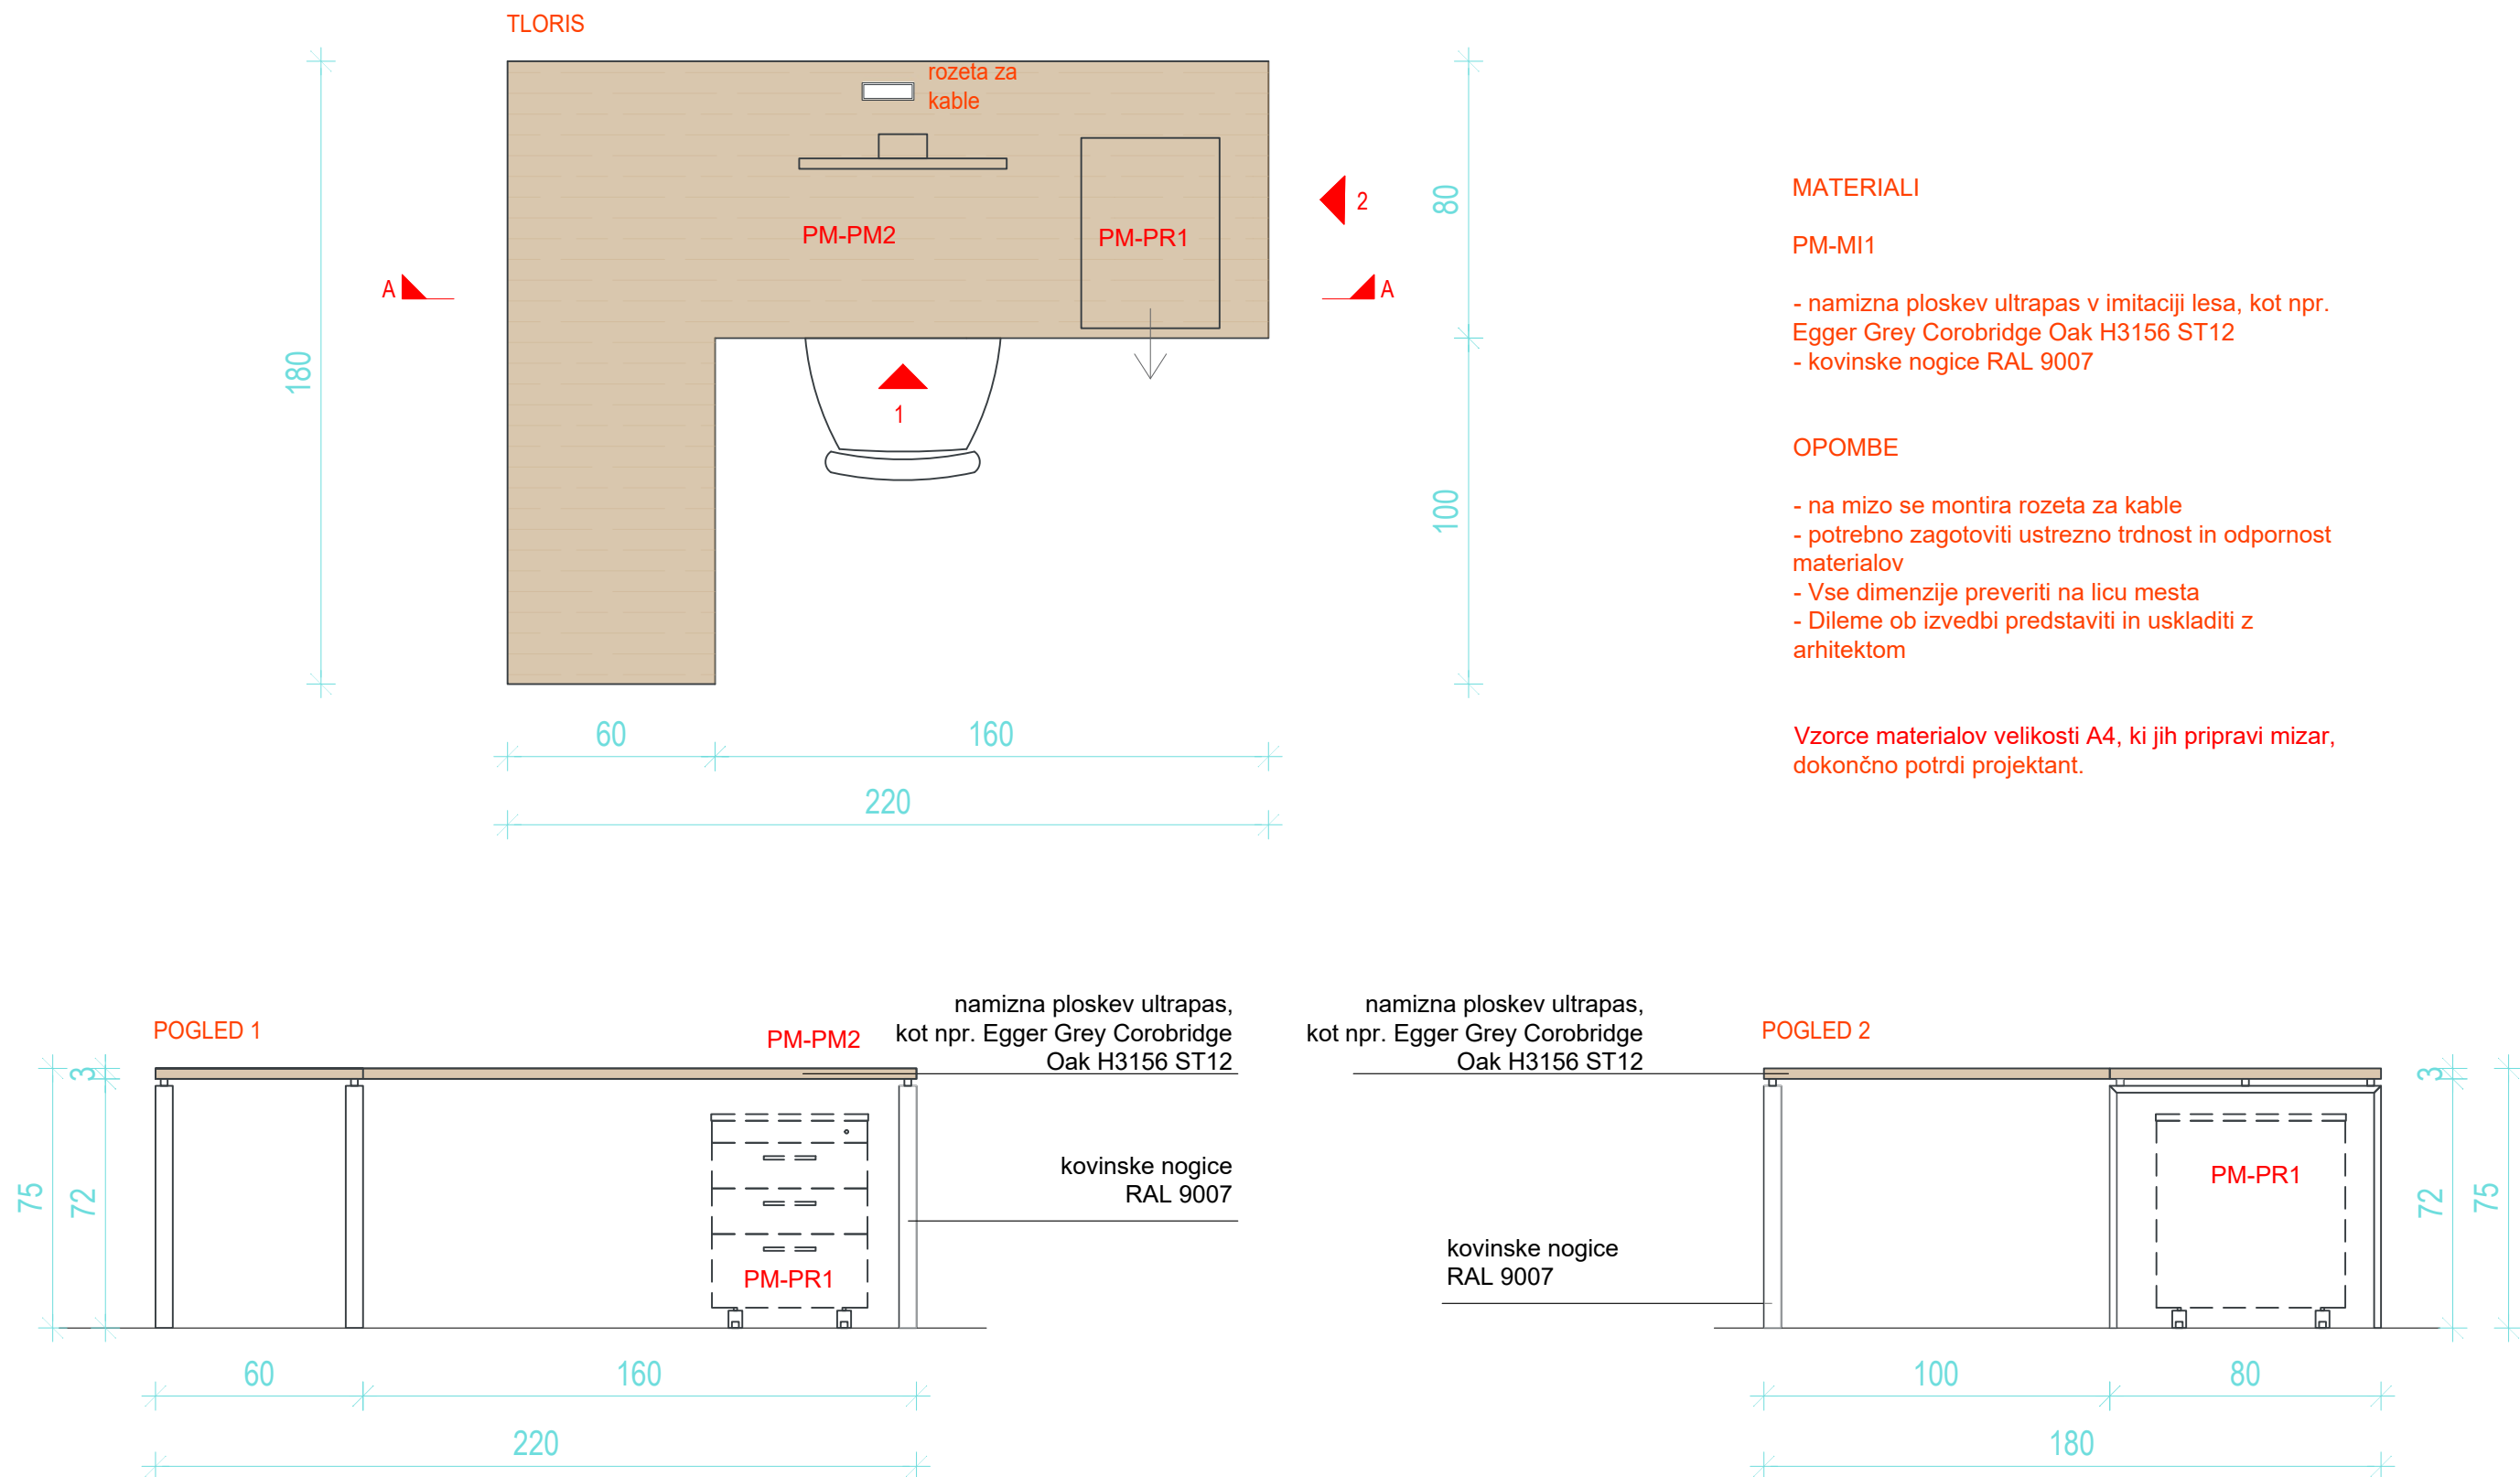 TLORIS
rozeta za
kable
PM-PM2
PM-PR1
2
A
A
1
180
80
100
60
160
220
MATERIALI
PM-MI1
- namizna ploskev ultrapas v imitaciji lesa, kot npr.
Egger Grey Corobridge Oak H3156 ST12
- kovinske nogice RAL 9007
OPOMBE
- na mizo se montira rozeta za kable
- potrebno zagotoviti ustrezno trdnost in odpornost
materialov
- Vse dimenzije preveriti na licu mesta
- Dileme ob izvedbi predstaviti in uskladiti z
arhitektom
Vzorce materialov velikosti A4, ki jih pripravi mizar,
dokončno potrdi projektant.
POGLED 1
PM-PM2
namizna ploskev ultrapas,
kot npr. Egger Grey Corobridge
Oak H3156 ST12
kovinske nogice
RAL 9007
PM-PR1
3
72
75
60
160
220
POGLED 2
namizna ploskev ultrapas,
kot npr. Egger Grey Corobridge
Oak H3156 ST12
kovinske nogice
RAL 9007
PM-PR1
3
72
75
100
80
180